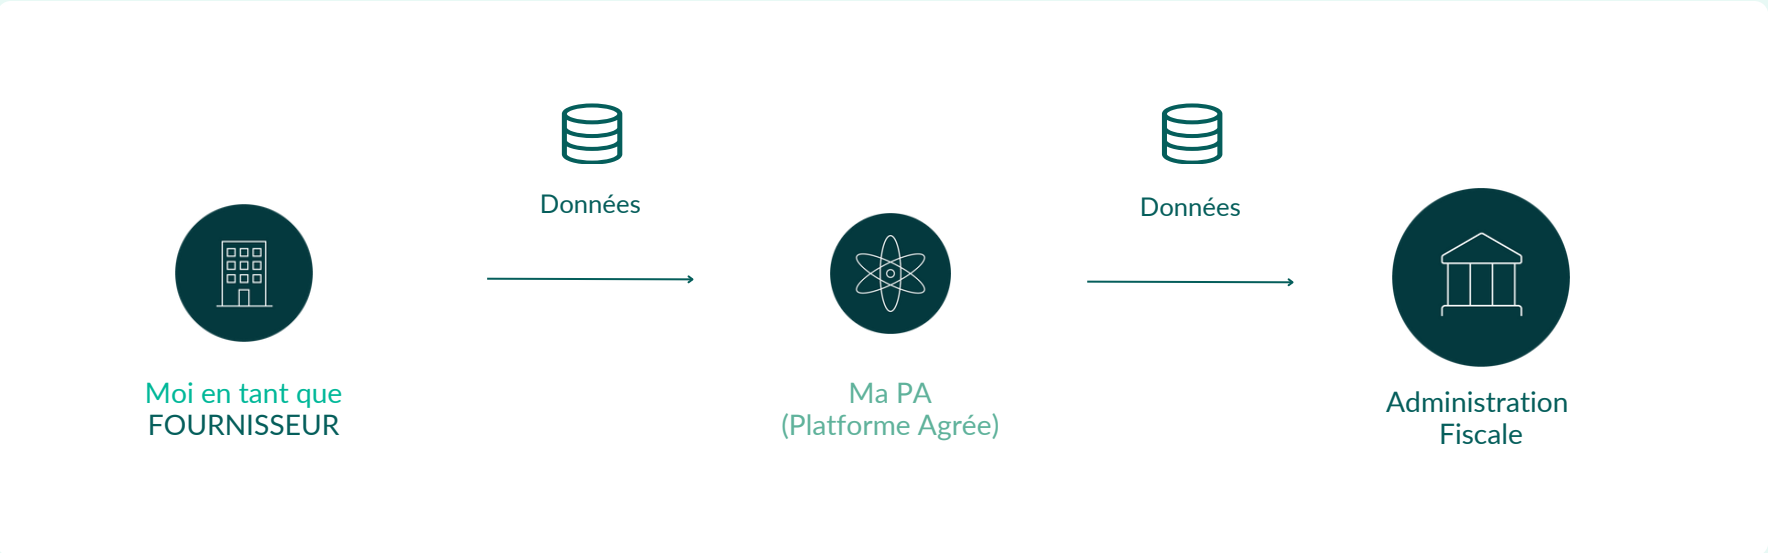 Données
Données
Moi en tant que
FOURNISSEUR
Ma PA
(Platforme Agrée)
Administration
Fiscale